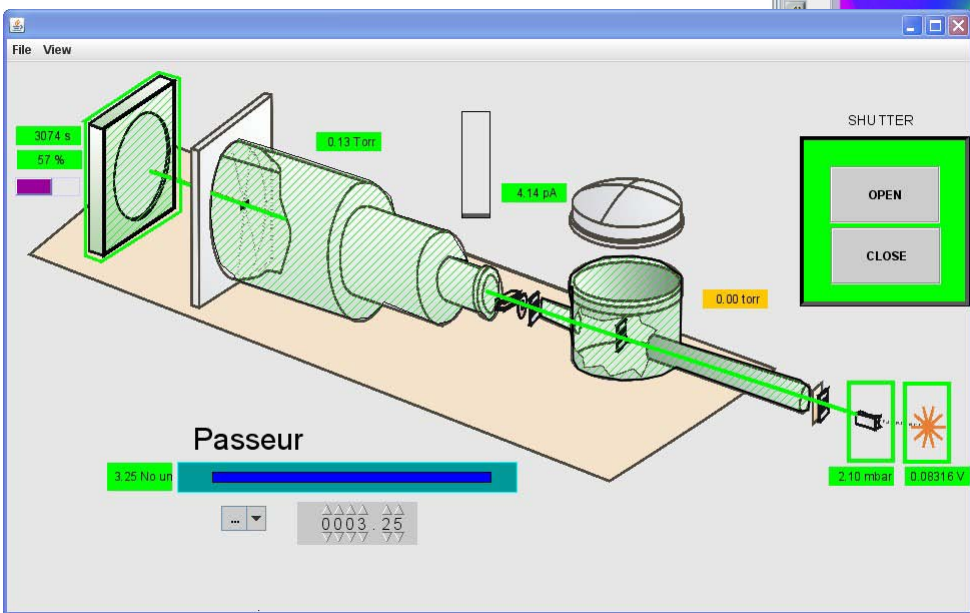 File View
SHUTTER
3074 s
57 %
0.13 Torr
4.14 pA
OPEN
CLOSE
0.00 torr
Passeur
3.25 No un
2.10 mbar
0.08316 V
...
0003.25